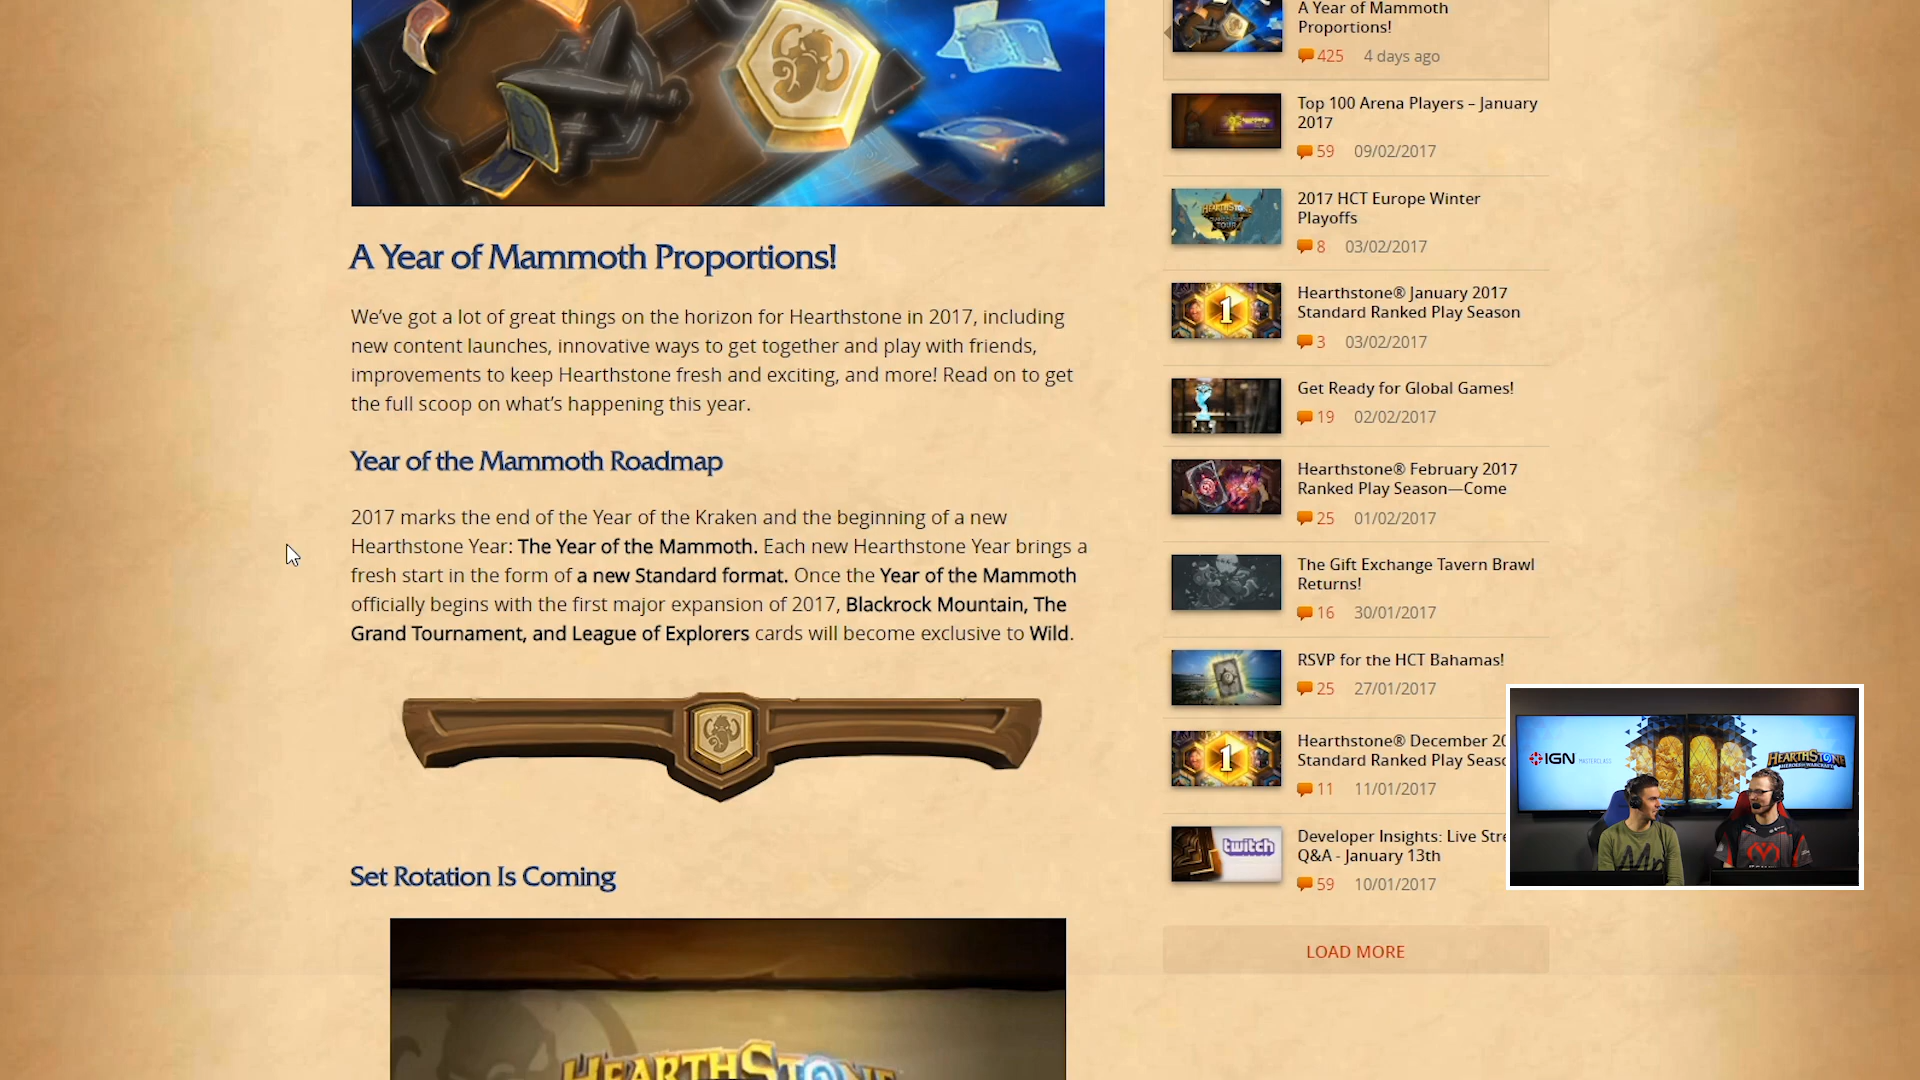 A Year of Mammoth Proportions!
We've got a lot of great things on the horizon for Hearthstone in 2017, including
new content launches, innovative ways to get together and play with friends,
improvements to keep Hearthstone fresh and exciting, and more! Read on to get
the full scoop on what's happening this year.
Year of the Mammoth Roadmap
2017 marks the end of the Year of the Kraken and the beginning of a new
Hearthstone Year: The Year of the Mammoth. Each new Hearthstone Year brings a
fresh start in the form of a new Standard format. Once the Year of the Mammoth
officially begins with the first major expansion of 2017, Blackrock Mountain, The
Grand Tournament, and League of Explorers cards will become exclusive to Wild.
Set Rotation Is Coming
HEARTHSTONE
A Year of Mammoth
Proportions!
425 4 days ago
Top 100 Arena Players – January
2017
59 09/02/2017
HEARTHSTONE
TOUR
2017 HCT Europe Winter
Playoffs
8 03/02/2017
1
Hearthstone® January 2017
Standard Ranked Play Season
3 03/02/2017
Get Ready for Global Games!
19 02/02/2017
Hearthstone® February 2017
Ranked Play Season—Come
25 01/02/2017
The Gift Exchange Tavern Brawl
Returns!
16 30/01/2017
RSVP for the HCT Bahamas!
25 27/01/2017
1
Hearthstone® December 20
Standard Ranked Play Seaso
11 11/01/2017
twitch
Developer Insights: Live Stre
Q&A - January 13th
59 10/01/2017
LOAD MORE
IGN MASTERCLASS
HEARTHSTONE
HEROES OF WARCRAFT